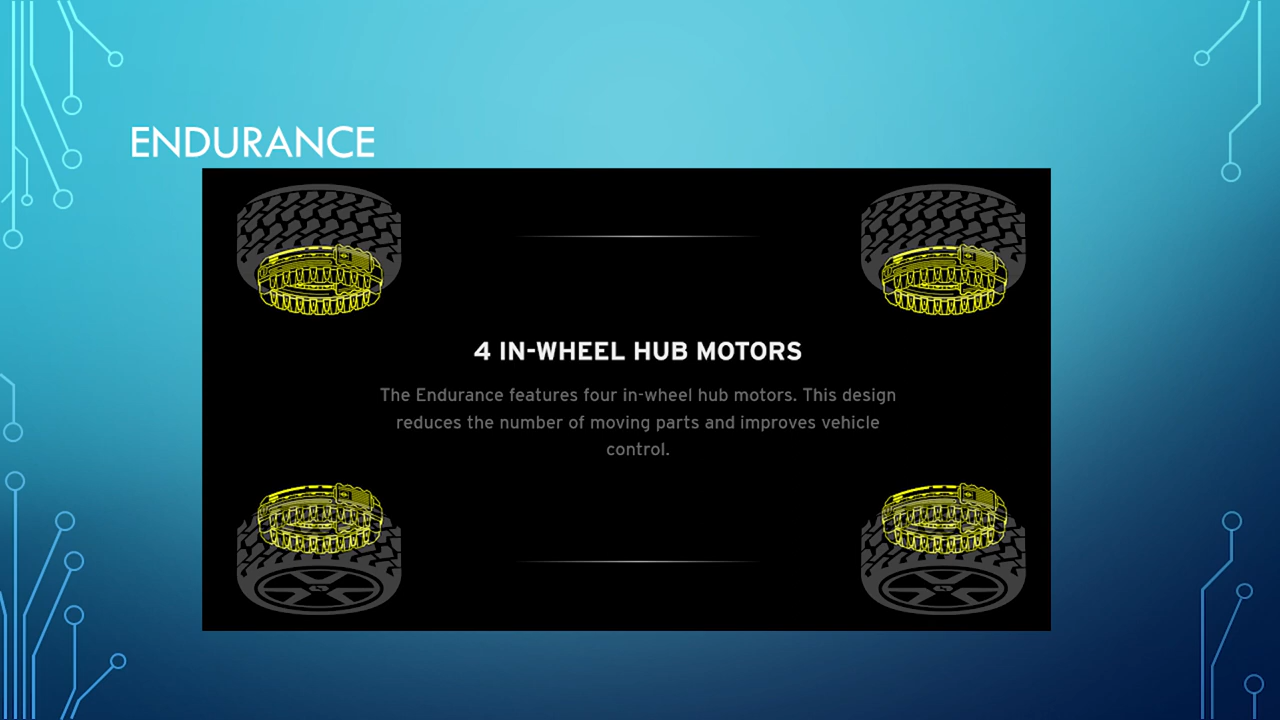 ENDURANCE
4 IN-WHEEL HUB MOTORS
The Endurance features four in-wheel hub motors. This design
reduces the number of moving parts and improves vehicle
control.